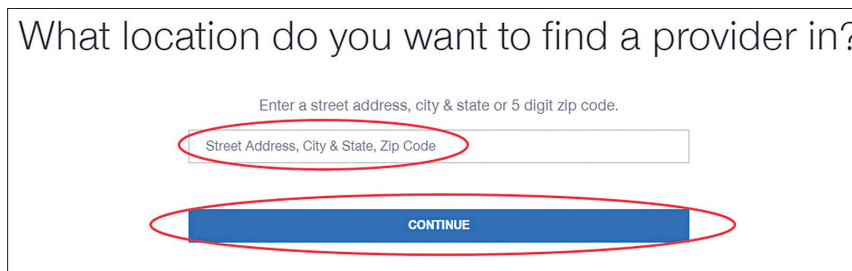 What location do you want to find a provider in?
Enter a street address, city & state or 5 digit zip code.
Street Address, City & State, Zip Code
CONTINUE